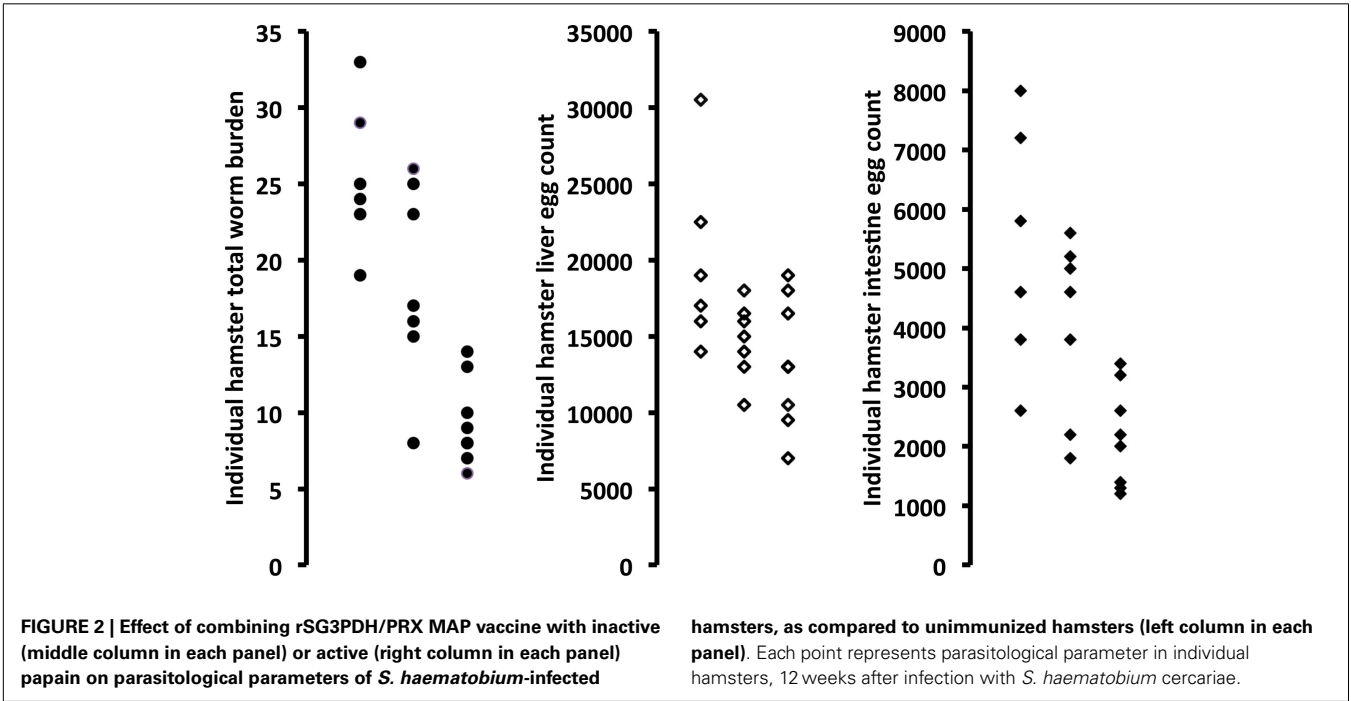 Individual hamster total worm burden
35
30
25
20
15
10
5
0
Individual hamster liver egg count
35000
30000
25000
20000
15000
10000
5000
0
Individual hamster intestine egg count
9000
8000
7000
6000
5000
4000
3000
2000
1000
0
FIGURE 2 | Effect of combining rSG3PDH/PRX MAP vaccine with inactive
(middle column in each panel) or active (right column in each panel)
papain on parasitological parameters of S. haematobium-infected
hamsters, as compared to unimmunized hamsters (left column in each
panel). Each point represents parasitological parameter in individual
hamsters, 12 weeks after infection with S. haematobium cercariae.